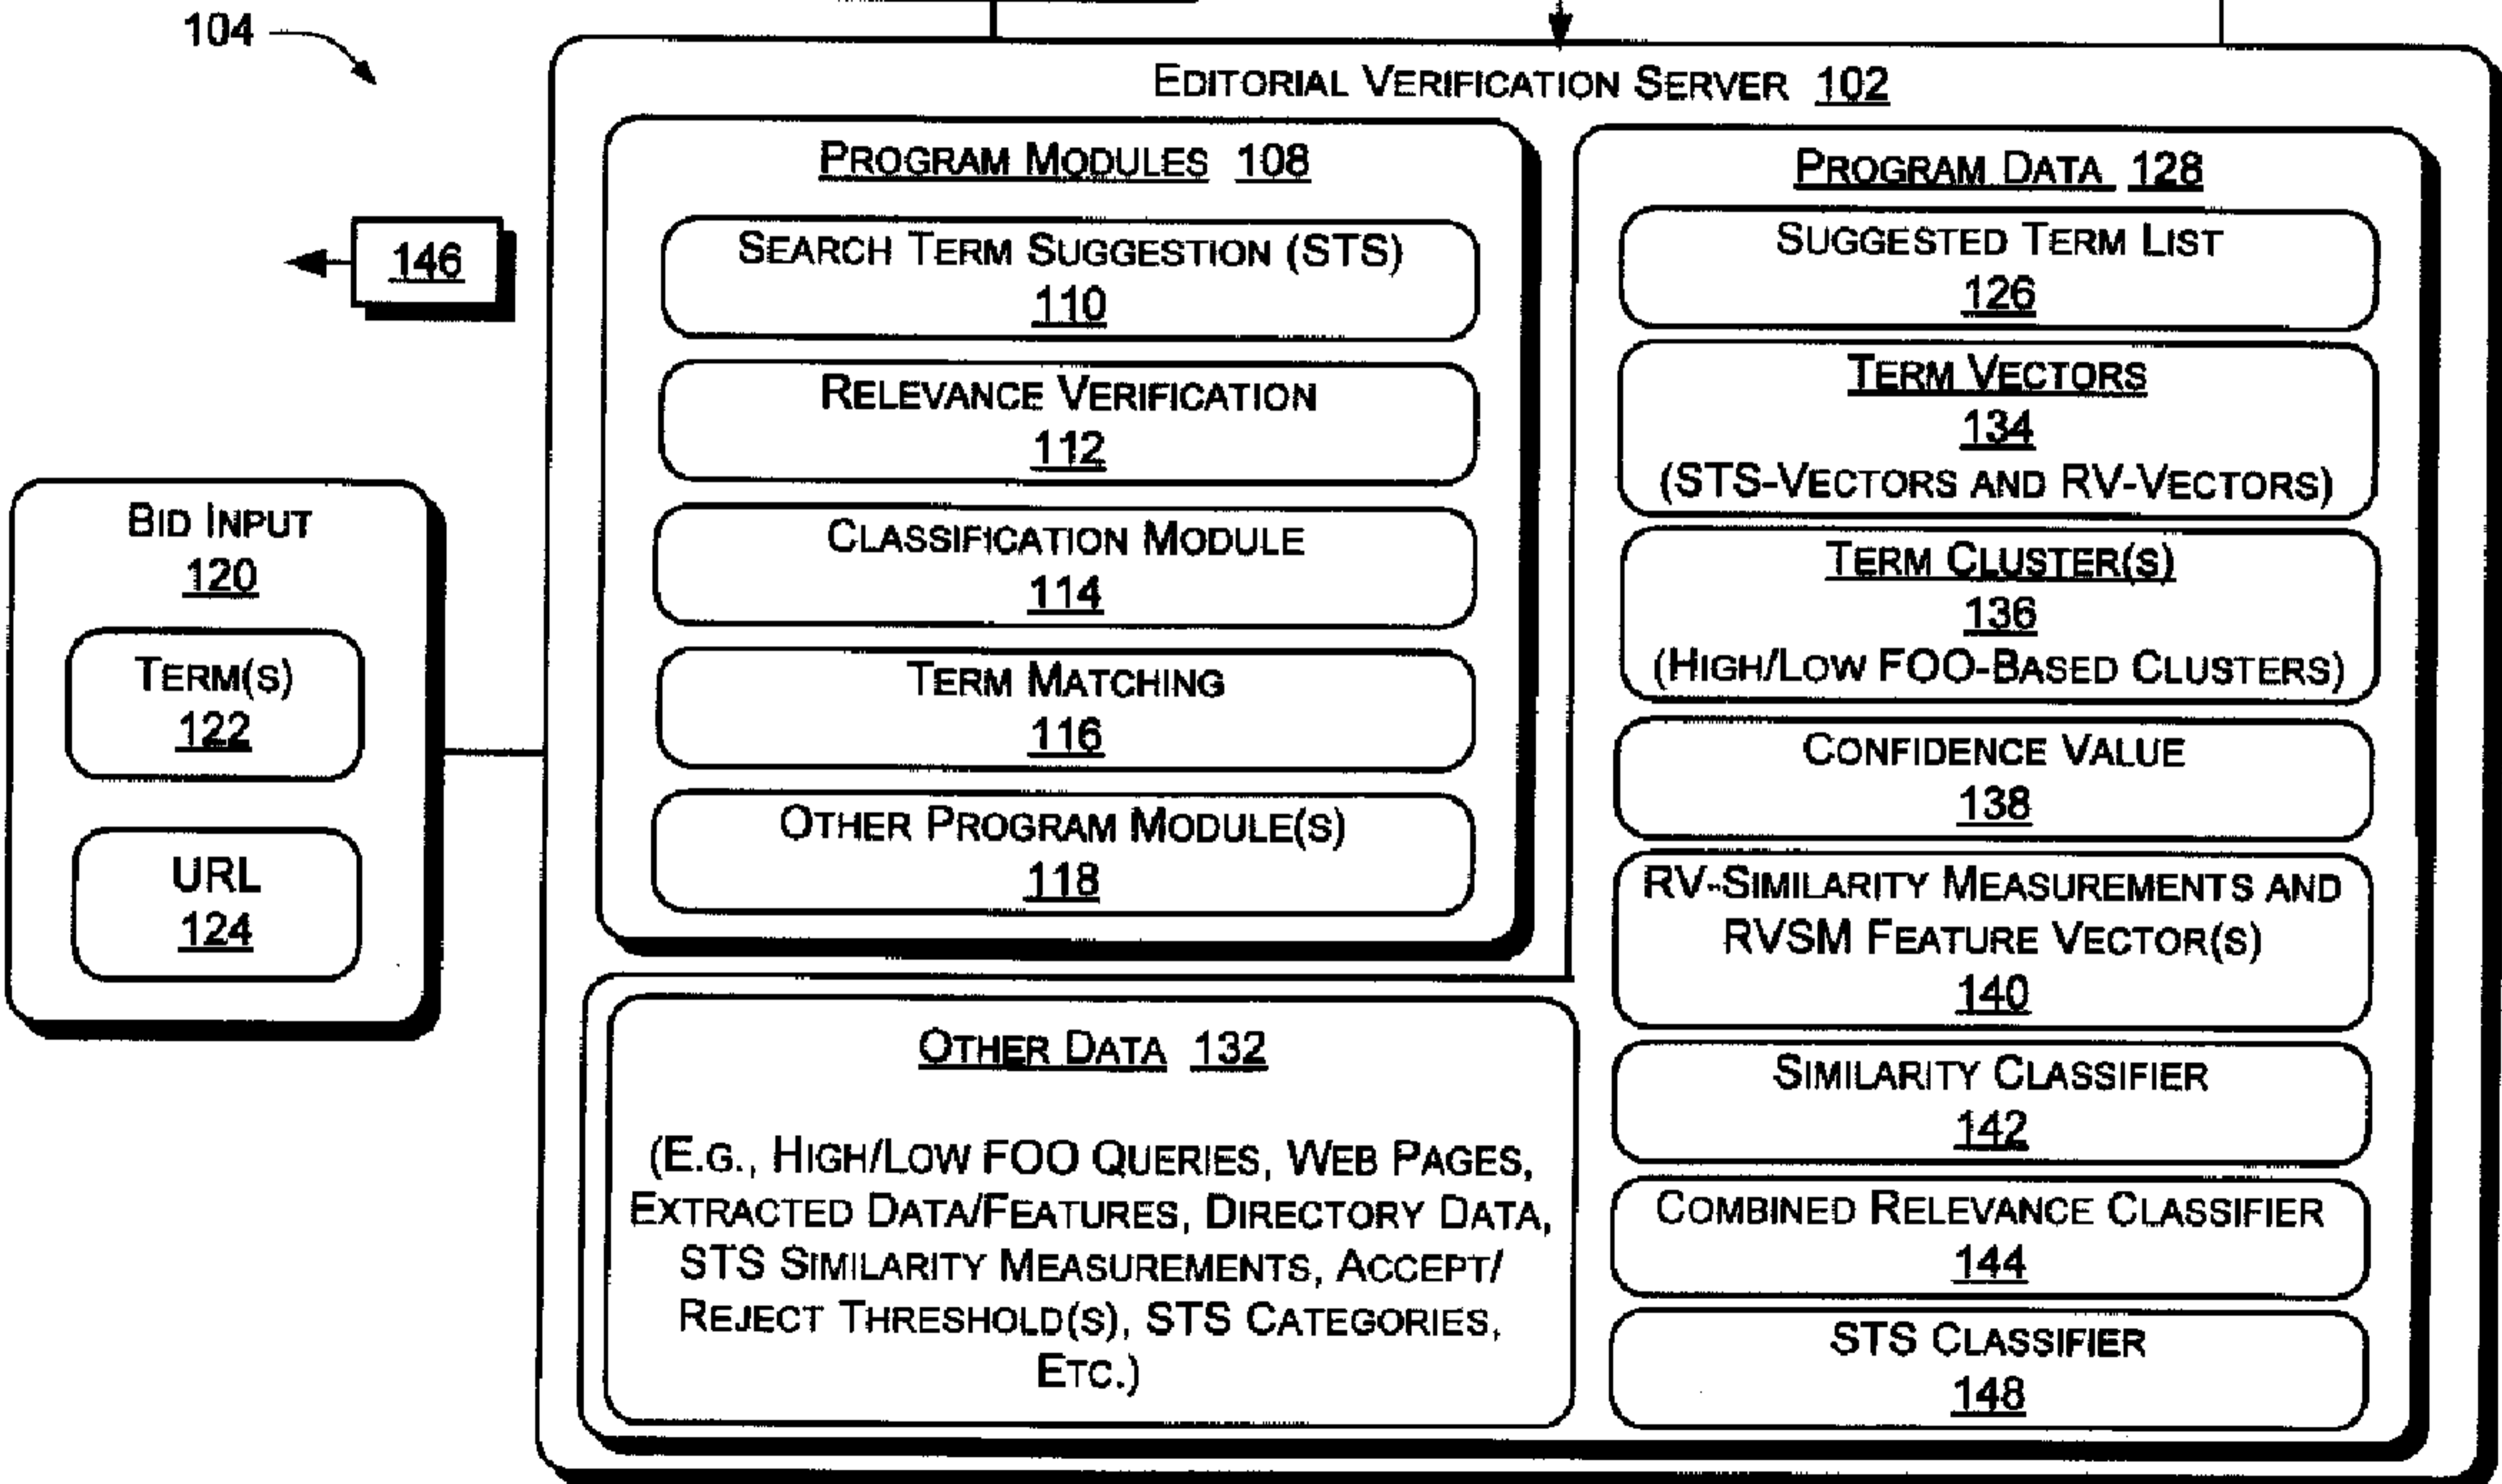 104
EDITORIAL VERIFICATION SERVER 102
PROGRAM MODULES 108
SEARCH TERM SUGGESTION (STS)
110
RELEVANCE VERIFICATION
112
CLASSIFICATION MODULE
114
TERM MATCHING
116
OTHER PROGRAM MODULE(S)
118
146
BID INPUT
120
TERM(S)
122
URL
124
OTHER DATA 132
(E.G., HIGH/LOW FOO QUERIES, WEB PAGES,
EXTRACTED DATA/FEATURES, DIRECTORY DATA,
STS SIMILARITY MEASUREMENTS, ACCEPT/
REJECT THRESHOLD(S), STS CATEGORIES,
ETC.)
PROGRAM DATA 128
SUGGESTED TERM LIST
126
TERM VECTORS
134
(STS-VECTORS AND RV-VECTORS)
TERM CLUSTER(S)
136
(HIGH/LOW FOO-BASED CLUSTERS)
CONFIDENCE VALUE
138
RV-SIMILARITY MEASUREMENTS AND
RVSM FEATURE VECTOR(S)
140
SIMILARITY CLASSIFIER
142
COMBINED RELEVANCE CLASSIFIER
144
STS CLASSIFIER
148